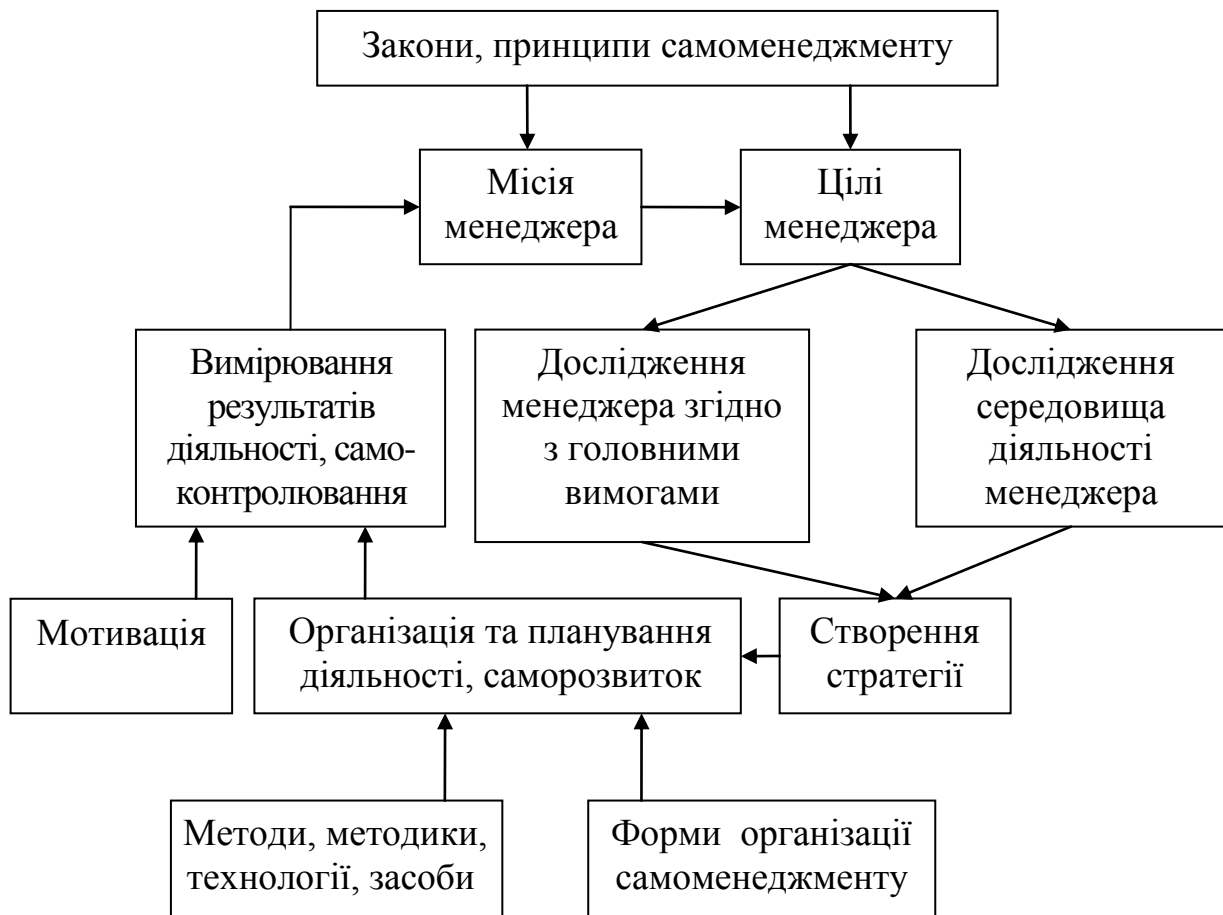 Закони, принципи самоменеджменту
Місія
менеджера
Цілі
менеджера
Вимірювання
результатів
діяльності, само-
контролювання
Дослідження
менеджера згідно
з головними
вимогами
Дослідження
середовища
діяльності
менеджера
Мотивація
Організація та планування
діяльності, саморозвиток
Створення
стратегії
Методи, методики,
технології, засоби
Форми організації
самоменеджменту